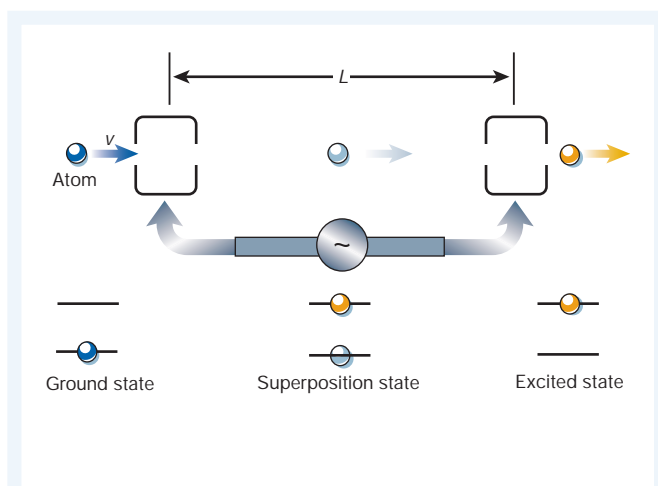 L
v
Atom
~
Ground state
Superposition state
Excited state